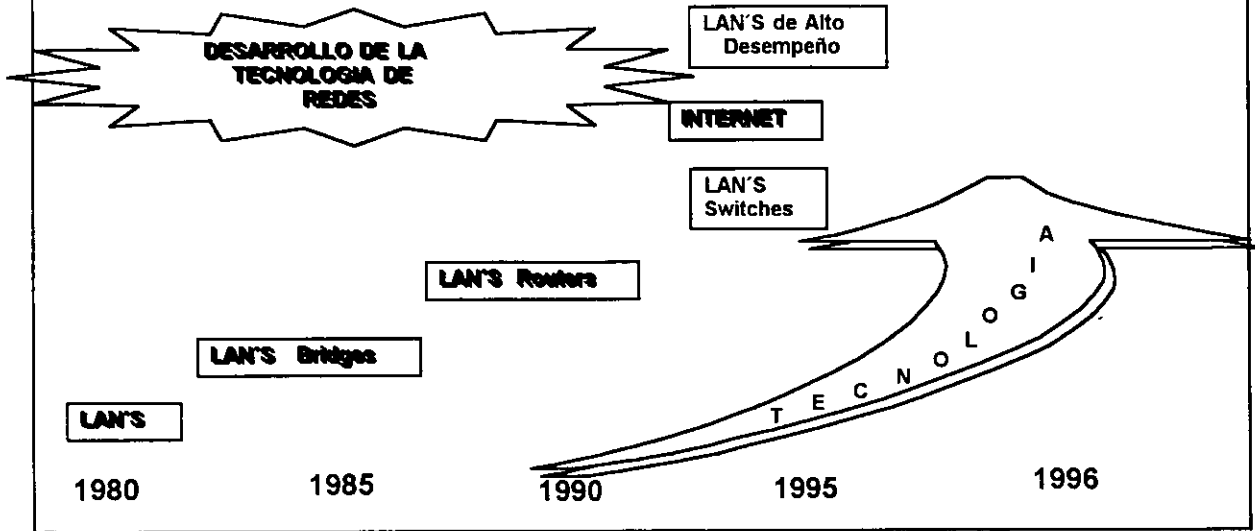 DESARROLLO DE LA
TECNOLOGIA DE
REDES
LAN´S de Alto
Desempeño
INTERNET
LAN´S
Switches
LAN'S Routers
LAN'S Bridges
LAN'S
TECNOLOGIA
1980 1985 1990 1995 1996